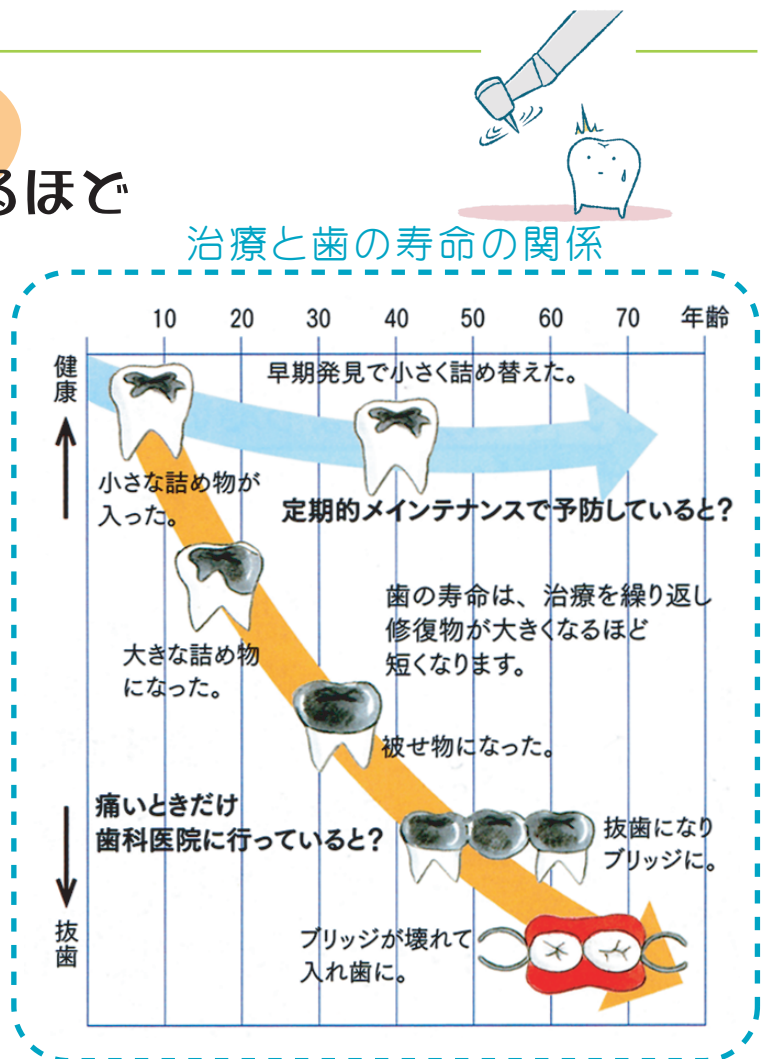 るほど
治療と歯の寿命の関係
10 20 30 40 50 60 70 年齢
健康
早期発見で小さく詰め替えた。
小さな詰め物が
入った。
定期的メインテナンスで予防していると?
歯の寿命は、治療を繰り返し
修復物が大きくなるほど
短くなります。
大きな詰め物
になった。
被せ物になった。
痛いときだけ
歯科医院に行っていると?
抜歯になり
ブリッジに。
抜歯
ブリッジが壊れて
入れ歯に。